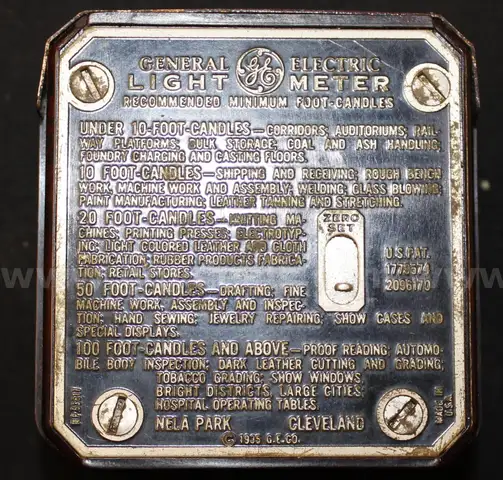 GENERAL GE ELECTRIC
LIGHT METER
RECOMMENDED MINIMUM FOOT-CANDLES
UNDER 10-FOOT-CANDLES—CORRIDORS, AUDITORIUMS; RAIL-
WAY PLATFORMS, BULK STORAGE, COAL AND ASH HANDLING,
FOUNDRY CHARGING AND CASTING FLOORS.
10 FOOT-CANDLES—SHIPPING AND RECEIVING, ROUGH BENCH
WORK, MACHINE WORK AND ASSEMBLY, WELDING; GLASS BLOWING,
PAINT MANUFACTURING; LEATHER TANNING AND STRETCHING.
20 FOOT-CANDLES—KNITTING MA-
CHINES; PRINTING PRESSES; ELECTROTYP-
ING; LIGHT COLORED LEATHER AND CLOTH
FABRICATION; RUBBER PRODUCTS FABRICA-
TION; RETAIL STORES.
ZERO
SET
U.S. PAT.
50 FOOT-CANDLES—DRAFTING, FINE
MACHINE WORK, ASSEMBLY AND INSPEC-
TION; HAND SEWING; JEWELRY REPAIRING; SHOW CASES AND
SPECIAL DISPLAYS.
100 FOOT-CANDLES AND ABOVE—PROOF READING; AUTOMO-
BILE BODY INSPECTION; DARK LEATHER CUTTING AND GRADING;
TOBACCO GRADING; SHOW WINDOWS,
BRIGHT DISTRICTS, LARGE CITIES;
HOSPITAL OPERATING TABLES.
MADE IN
U.S.A.
NELA PARK CLEVELAND
© 1935 G.E.CO.